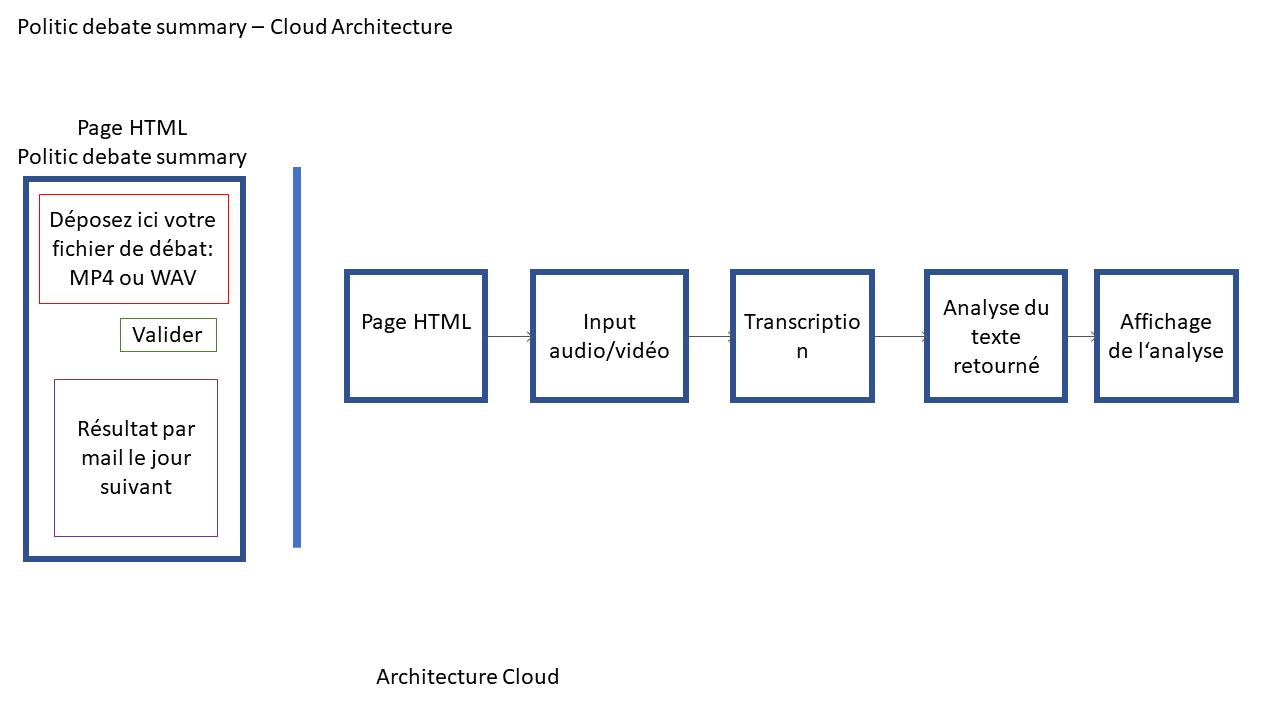 Politic debate summary – Cloud Architecture
Page HTML
Politic debate summary
Déposez ici votre
fichier de débat:
MP4 ou WAV
Valider
Résultat par
mail le jour
suivant
Page HTML
Input
audio/vidéo
Transcriptio
n
Analyse du
texte
retourné
Affichage
de l‘analyse
Architecture Cloud